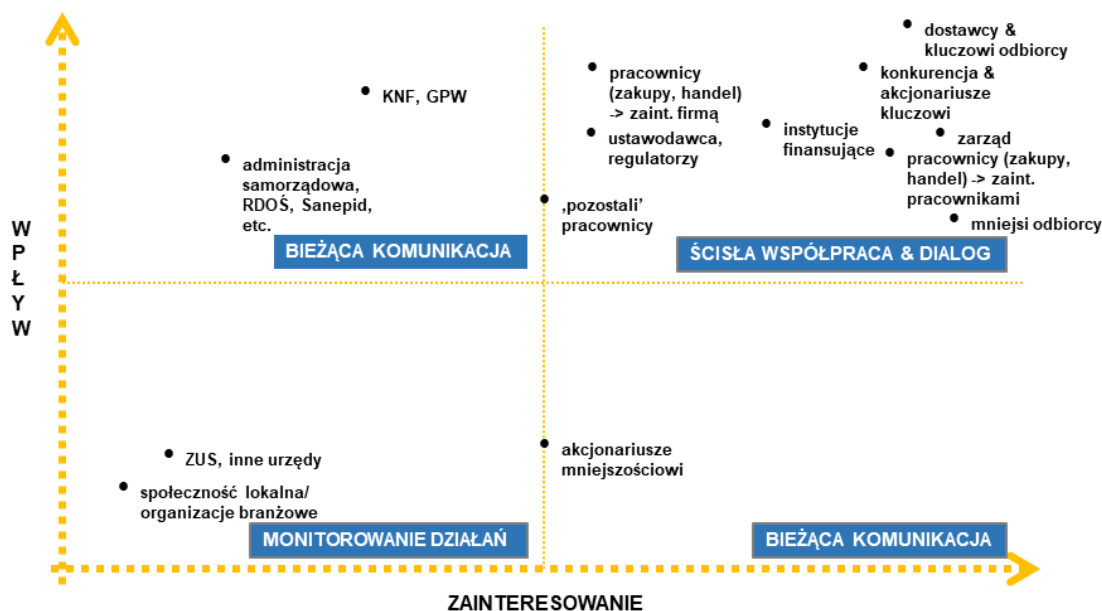 dostawcy &
kluczowi odbiorcy
pracownicy
(zakupy, handel)
-> zaint. firmą
konkurencja &
akcjonariusze
kluczowi
KNF, GPW
ustawodawca,
regulatorzy
instytucje
finansujące
zarząd
pracownicy (zakupy,
handel) -> zaint.
pracownikami
administracja
samorządowa,
RDOŚ, Sanepid,
etc.
‚pozostali’
pracownicy
mniejsi odbiorcy
BIEŻĄCA KOMUNIKACJA
ŚCISŁA WSPÓŁPRACA & DIALOG
WPŁYW
ZUS, inne urzędy
akcjonariusze
mniejszościowi
społeczność lokalna/
organizacje branżowe
MONITOROWANIE DZIAŁAŃ
BIEŻĄCA KOMUNIKACJA
ZAINTERESOWANIE